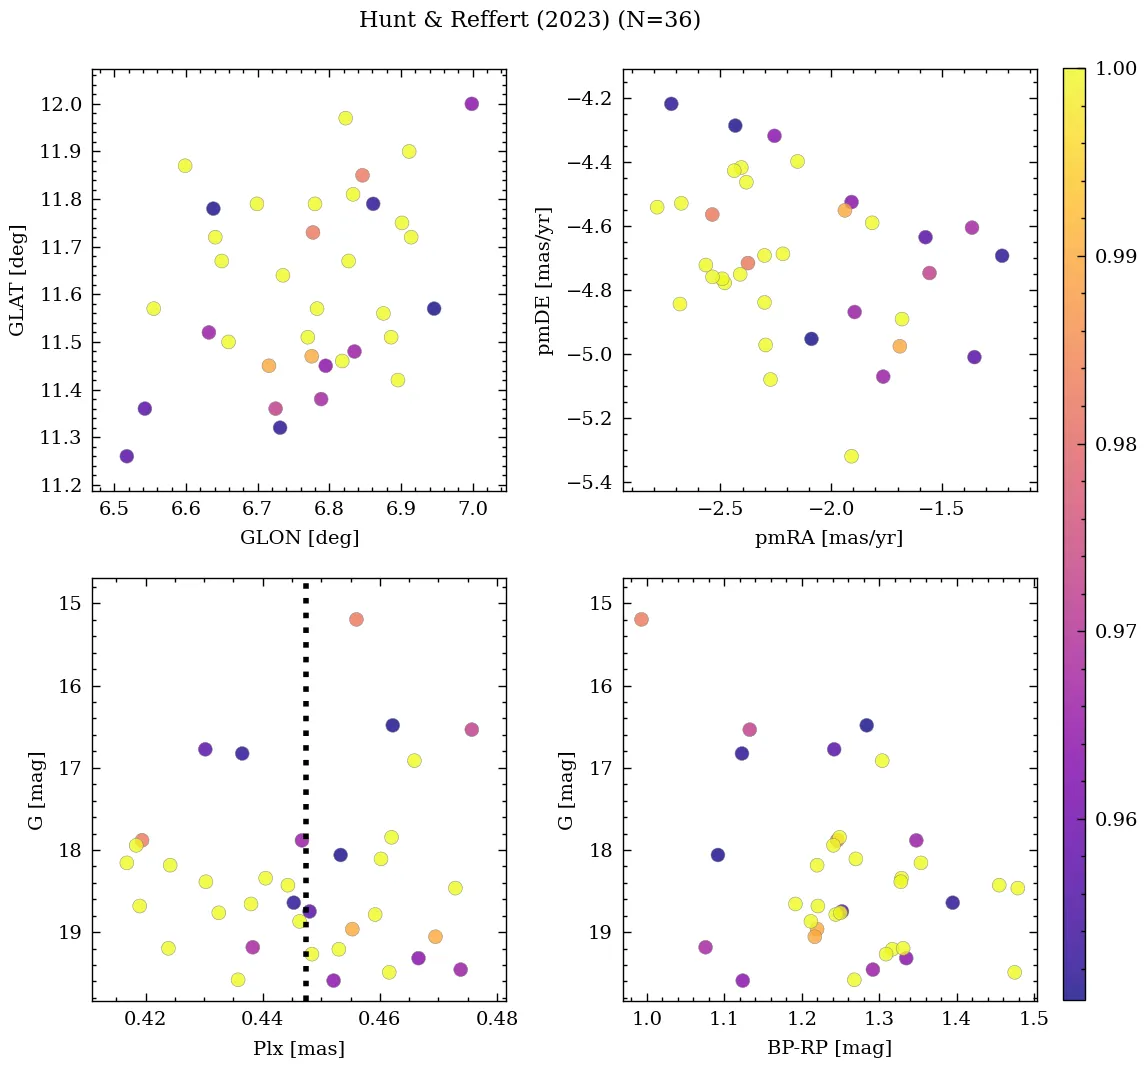 Hunt & Reffert (2023) (N=36)
12.0
11.9
11.8
11.7
11.6
11.5
11.4
11.3
11.2
GLAT [deg]
6.5 6.6 6.7 6.8 6.9 7.0
GLON [deg]
−4.2
−4.4
−4.6
−4.8
−5.0
−5.2
−5.4
pmDE [mas/yr]
−2.5 −2.0 −1.5
pmRA [mas/yr]
15
16
17
18
19
G [mag]
0.42 0.44 0.46 0.48
Plx [mas]
15
16
17
18
19
G [mag]
1.0 1.1 1.2 1.3 1.4 1.5
BP-RP [mag]
1.00
0.99
0.98
0.97
0.96